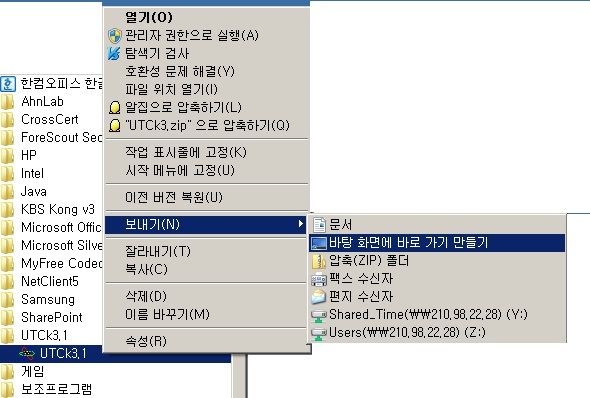 한컴오피스 한글
AhnLab
CrossCert
ForeScout Sec
HP
Intel
Java
KBS Kong v3
Microsoft Offic
Microsoft Silve
MyFree Codec
NetClient5
Samsung
SharePoint
UTCk3.1
UTCk3.1
게임
보조프로그램
열기(O)
관리자 권한으로 실행(A)
탐색기 검사
호환성 문제 해결(Y)
파일 위치 열기(I)
알집으로 압축하기(L)
"UTCk3.zip" 으로 압축하기(Q)
작업 표시줄에 고정(K)
시작 메뉴에 고정(U)
이전 버전 복원(U)
보내기(N)
잘라내기(T)
복사(C)
삭제(D)
이름 바꾸기(M)
속성(R)
문서
바탕 화면에 바로 가기 만들기
압축(ZIP) 폴더
팩스 수신자
편지 수신자
Shared_Time(₩₩210.98.22.28) (Y:)
Users(₩₩210.98.22.28) (Z:)